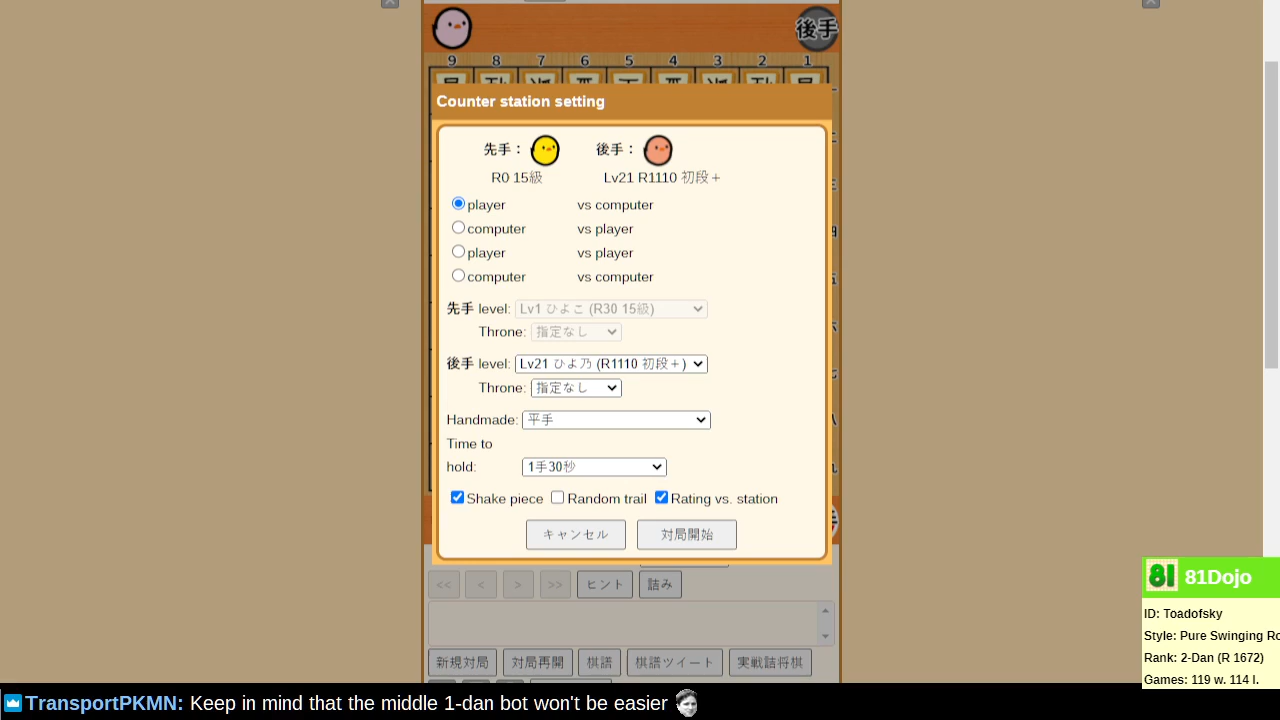 後手
9 8 7 6 5 4 3 2 1
Counter station setting
先手： 後手：
R0 15級 Lv21 R1110 初段＋
player vs computer
computer vs player
player vs player
computer vs computer
先手 level: Lv1 ひよこ (R30 15級)
Throne: 指定なし
後手 level: Lv21 ひよ乃 (R1110 初段＋)
Throne: 指定なし
Handmade: 平手
Time to
hold: 1手30秒
Shake piece Random trail Rating vs. station
キャンセル 対局開始
<< < > >> ヒント 詰み
新規対局 対局再開 棋譜 棋譜ツイート 実戦詰将棋
81 81Dojo
ID: Toadofsky
Style: Pure Swinging Ro
Rank: 2-Dan (R 1672)
Games: 119 w. 114 l.
TransportPKMN: Keep in mind that the middle 1-dan bot won't be easier